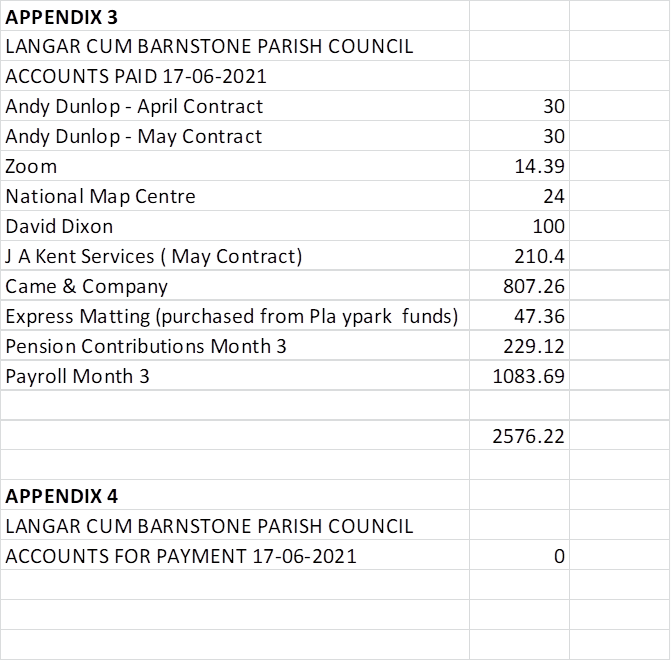 APPENDIX 3
LANGAR CUM BARNSTONE PARISH COUNCIL
ACCOUNTS PAID 17-06-2021
Andy Dunlop - April Contract 30
Andy Dunlop - May Contract 30
Zoom 14.39
National Map Centre 24
David Dixon 100
J A Kent Services ( May Contract) 210.4
Came & Company 807.26
Express Matting (purchased from Pla ypark funds) 47.36
Pension Contributions Month 3 229.12
Payroll Month 3 1083.69
2576.22
APPENDIX 4
LANGAR CUM BARNSTONE PARISH COUNCIL
ACCOUNTS FOR PAYMENT 17-06-2021 0